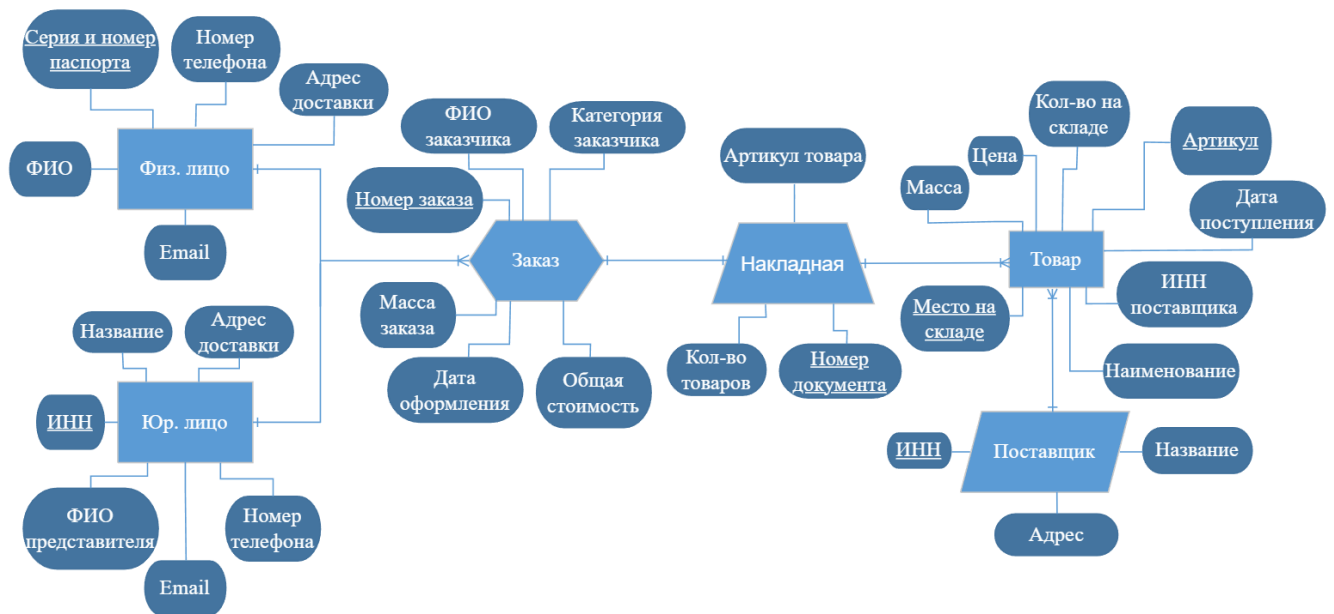 Серия и номер
паспорта
Номер
телефона
Адрес
доставки
ФИО
Физ. лицо
Email
Название
Адрес
доставки
ИНН
Юр. лицо
ФИО
представителя
Email
Номер
телефона
ФИО
заказчика
Категория
заказчика
Номер заказа
Заказ
Масса
заказа
Дата
оформления
Общая
стоимость
Артикул товара
Накладная
Кол-во
товаров
Номер
документа
Кол-во на
складе
Цена
Артикул
Масса
Дата
поступления
Товар
Место на
складе
ИНН
поставщика
Наименование
ИНН
Поставщик
Название
Адрес